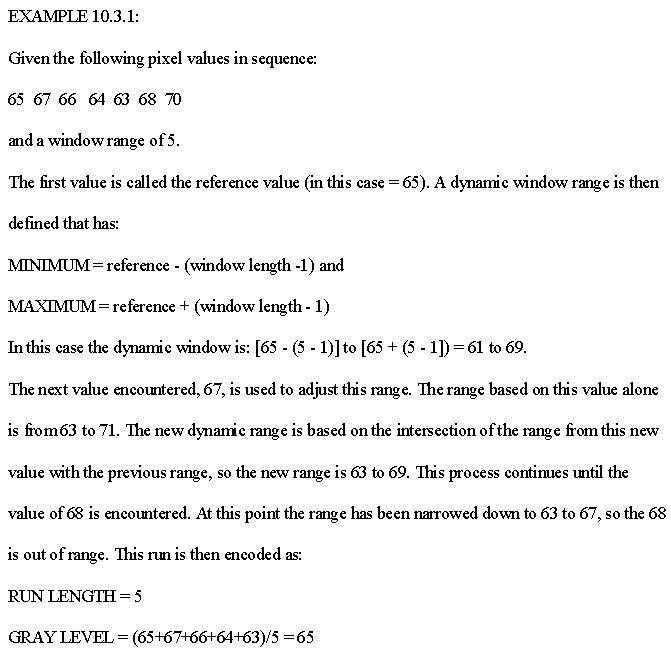 EXAMPLE 10.3.1:
Given the following pixel values in sequence:
65 67 66 64 63 68 70
and a window range of 5.
The first value is called the reference value (in this case = 65). A dynamic window range is then
defined that has:
MINIMUM = reference - (window length -1) and
MAXIMUM = reference + (window length - 1)
In this case the dynamic window is: [65 - (5 - 1)] to [65 + (5 - 1]) = 61 to 69.
The next value encountered, 67, is used to adjust this range. The range based on this value alone
is from 63 to 71. The new dynamic range is based on the intersection of the range from this new
value with the previous range, so the new range is 63 to 69. This process continues until the
value of 68 is encountered. At this point the range has been narrowed down to 63 to 67, so the 68
is out of range. This run is then encoded as:
RUN LENGTH = 5
GRAY LEVEL = (65+67+66+64+63)/5 = 65